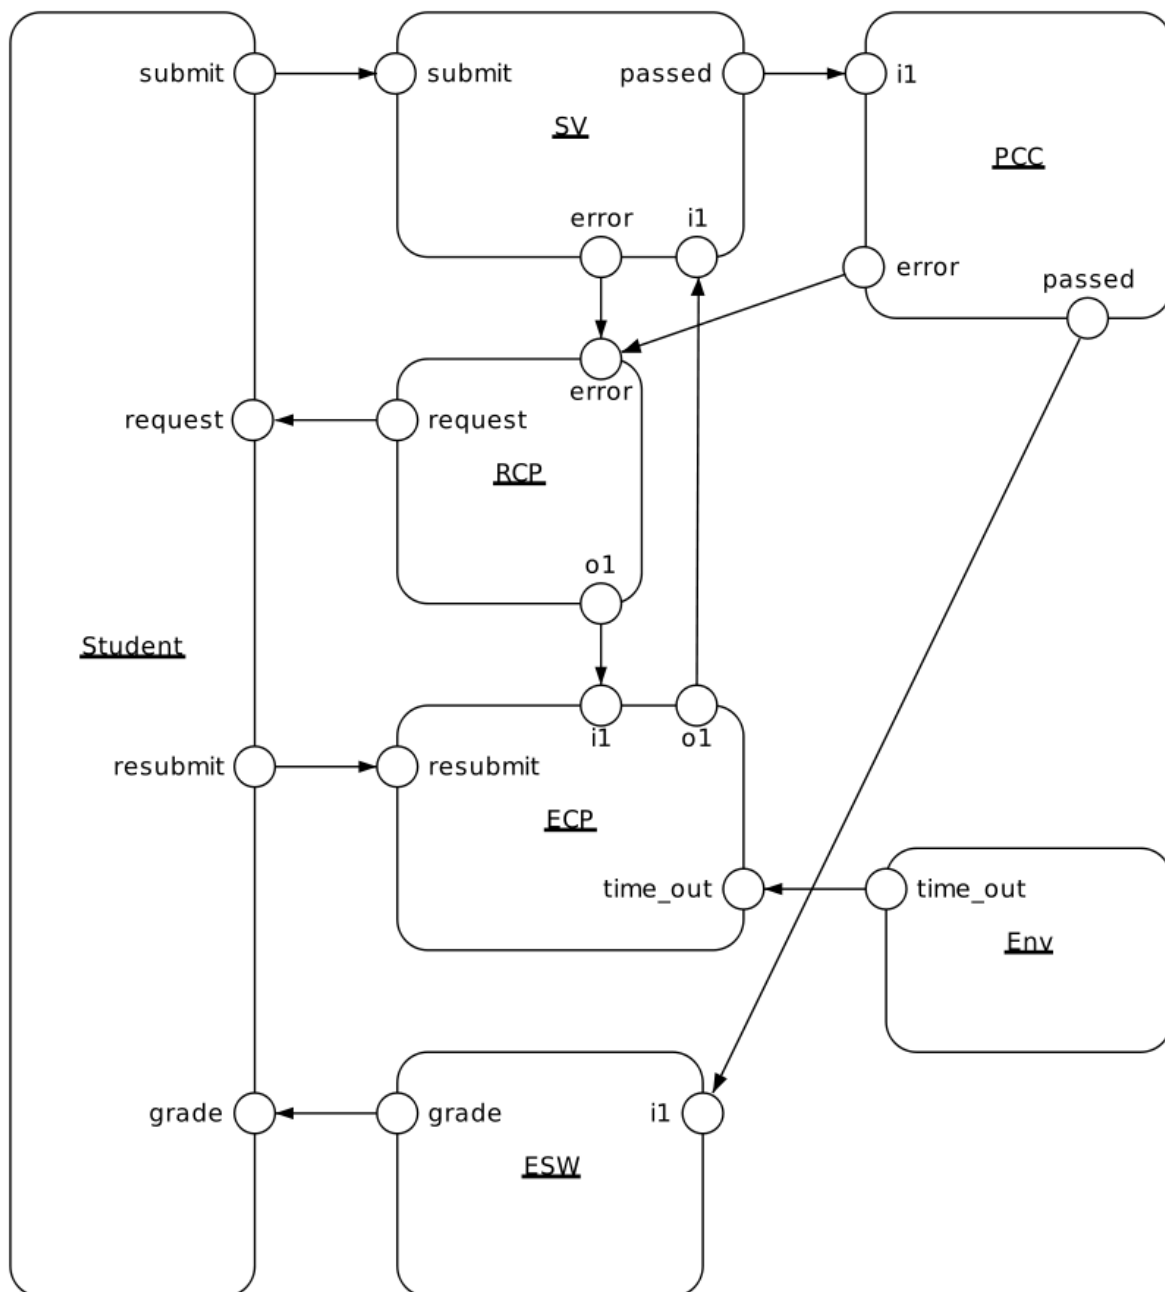 submit
submit
passed
i1
SV
PCC
error
i1
error
passed
error
request
request
RCP
o1
Student
i1
o1
resubmit
resubmit
ECP
time_out
time_out
Env
grade
grade
i1
ESW